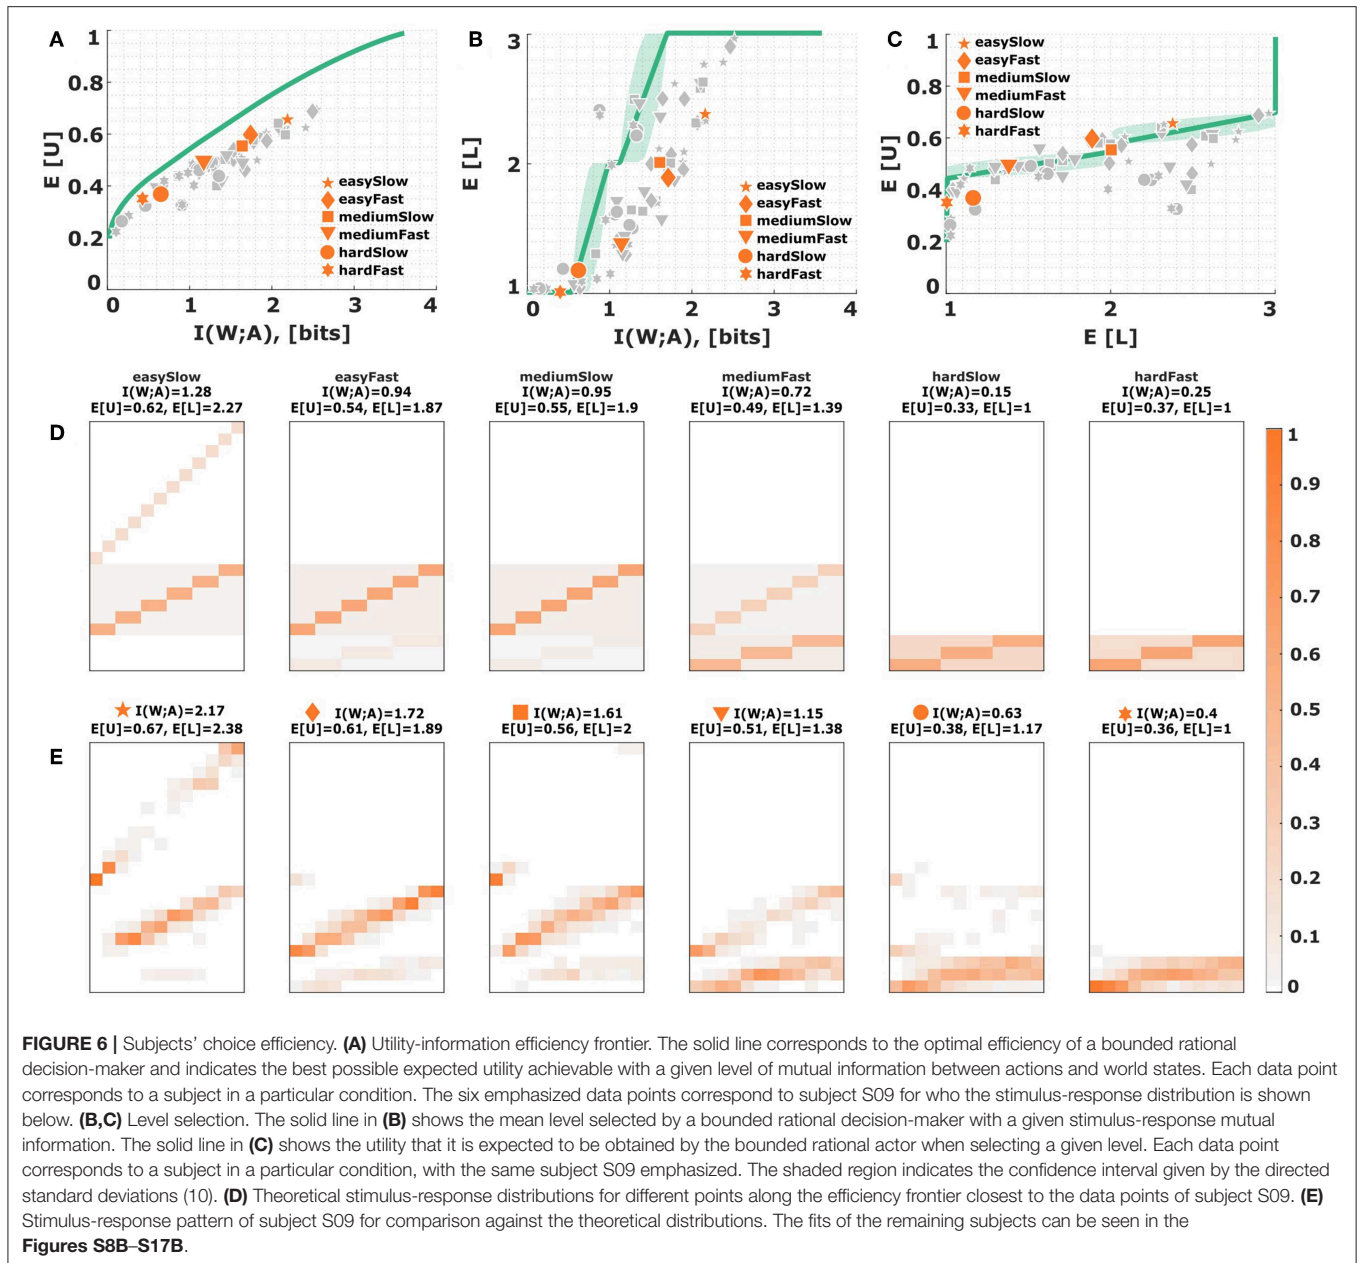 A
1
0.8
0.6
0.4
0.2
0
E [U]
0
1
2
3
4
I(W;A), [bits]
easySlow
easyFast
mediumSlow
mediumFast
hardSlow
hardFast
B
3
2
1
E [L]
0
1
2
3
4
I(W;A), [bits]
easySlow
easyFast
mediumSlow
mediumFast
hardSlow
hardFast
C
1
0.8
0.6
0.4
0.2
0
E [U]
1
2
3
E [L]
easySlow
easyFast
mediumSlow
mediumFast
hardSlow
hardFast
D
easySlow
I(W;A)=1.28
E[U]=0.62, E[L]=2.27
easyFast
I(W;A)=0.94
E[U]=0.54, E[L]=1.87
mediumSlow
I(W;A)=0.95
E[U]=0.55, E[L]=1.9
mediumFast
I(W;A)=0.72
E[U]=0.49, E[L]=1.39
hardSlow
I(W;A)=0.15
E[U]=0.33, E[L]=1
hardFast
I(W;A)=0.25
E[U]=0.37, E[L]=1
E
I(W;A)=2.17
E[U]=0.67, E[L]=2.38
I(W;A)=1.72
E[U]=0.61, E[L]=1.89
I(W;A)=1.61
E[U]=0.56, E[L]=2
I(W;A)=1.15
E[U]=0.51, E[L]=1.38
I(W;A)=0.63
E[U]=0.38, E[L]=1.17
I(W;A)=0.4
E[U]=0.36, E[L]=1
1
0.9
0.8
0.7
0.6
0.5
0.4
0.3
0.2
0.1
0
FIGURE 6 | Subjects' choice efficiency. (A) Utility-information efficiency frontier. The solid line corresponds to the optimal efficiency of a bounded rational
decision-maker and indicates the best possible expected utility achievable with a given level of mutual information between actions and world states. Each data point
corresponds to a subject in a particular condition. The six emphasized data points correspond to subject S09 for who the stimulus-response distribution is shown
below. (B,C) Level selection. The solid line in (B) shows the mean level selected by a bounded rational decision-maker with a given stimulus-response mutual
information. The solid line in (C) shows the utility that it is expected to be obtained by the bounded rational actor when selecting a given level. Each data point
corresponds to a subject in a particular condition, with the same subject S09 emphasized. The shaded region indicates the confidence interval given by the directed
standard deviations (10). (D) Theoretical stimulus-response distributions for different points along the efficiency frontier closest to the data points of subject S09. (E)
Stimulus-response pattern of subject S09 for comparison against the theoretical distributions. The fits of the remaining subjects can be seen in the
Figures S8B–S17B.